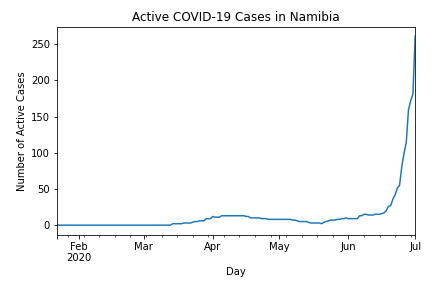 Active COVID-19 Cases in Namibia
Number of Active Cases
250
200
150
100
50
0
Feb
2020
Mar
Apr
May
Jun
Jul
Day